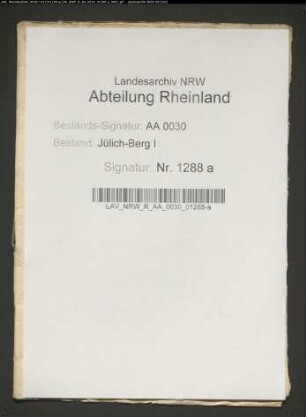 Landesarchiv NRW
Abteilung Rheinland
Bestands-Signatur: AA 0030
Bestand: Jülich-Berg I
Signatur: Nr. 1288 a
LAV_NRW_R_AA_0030_01288-a